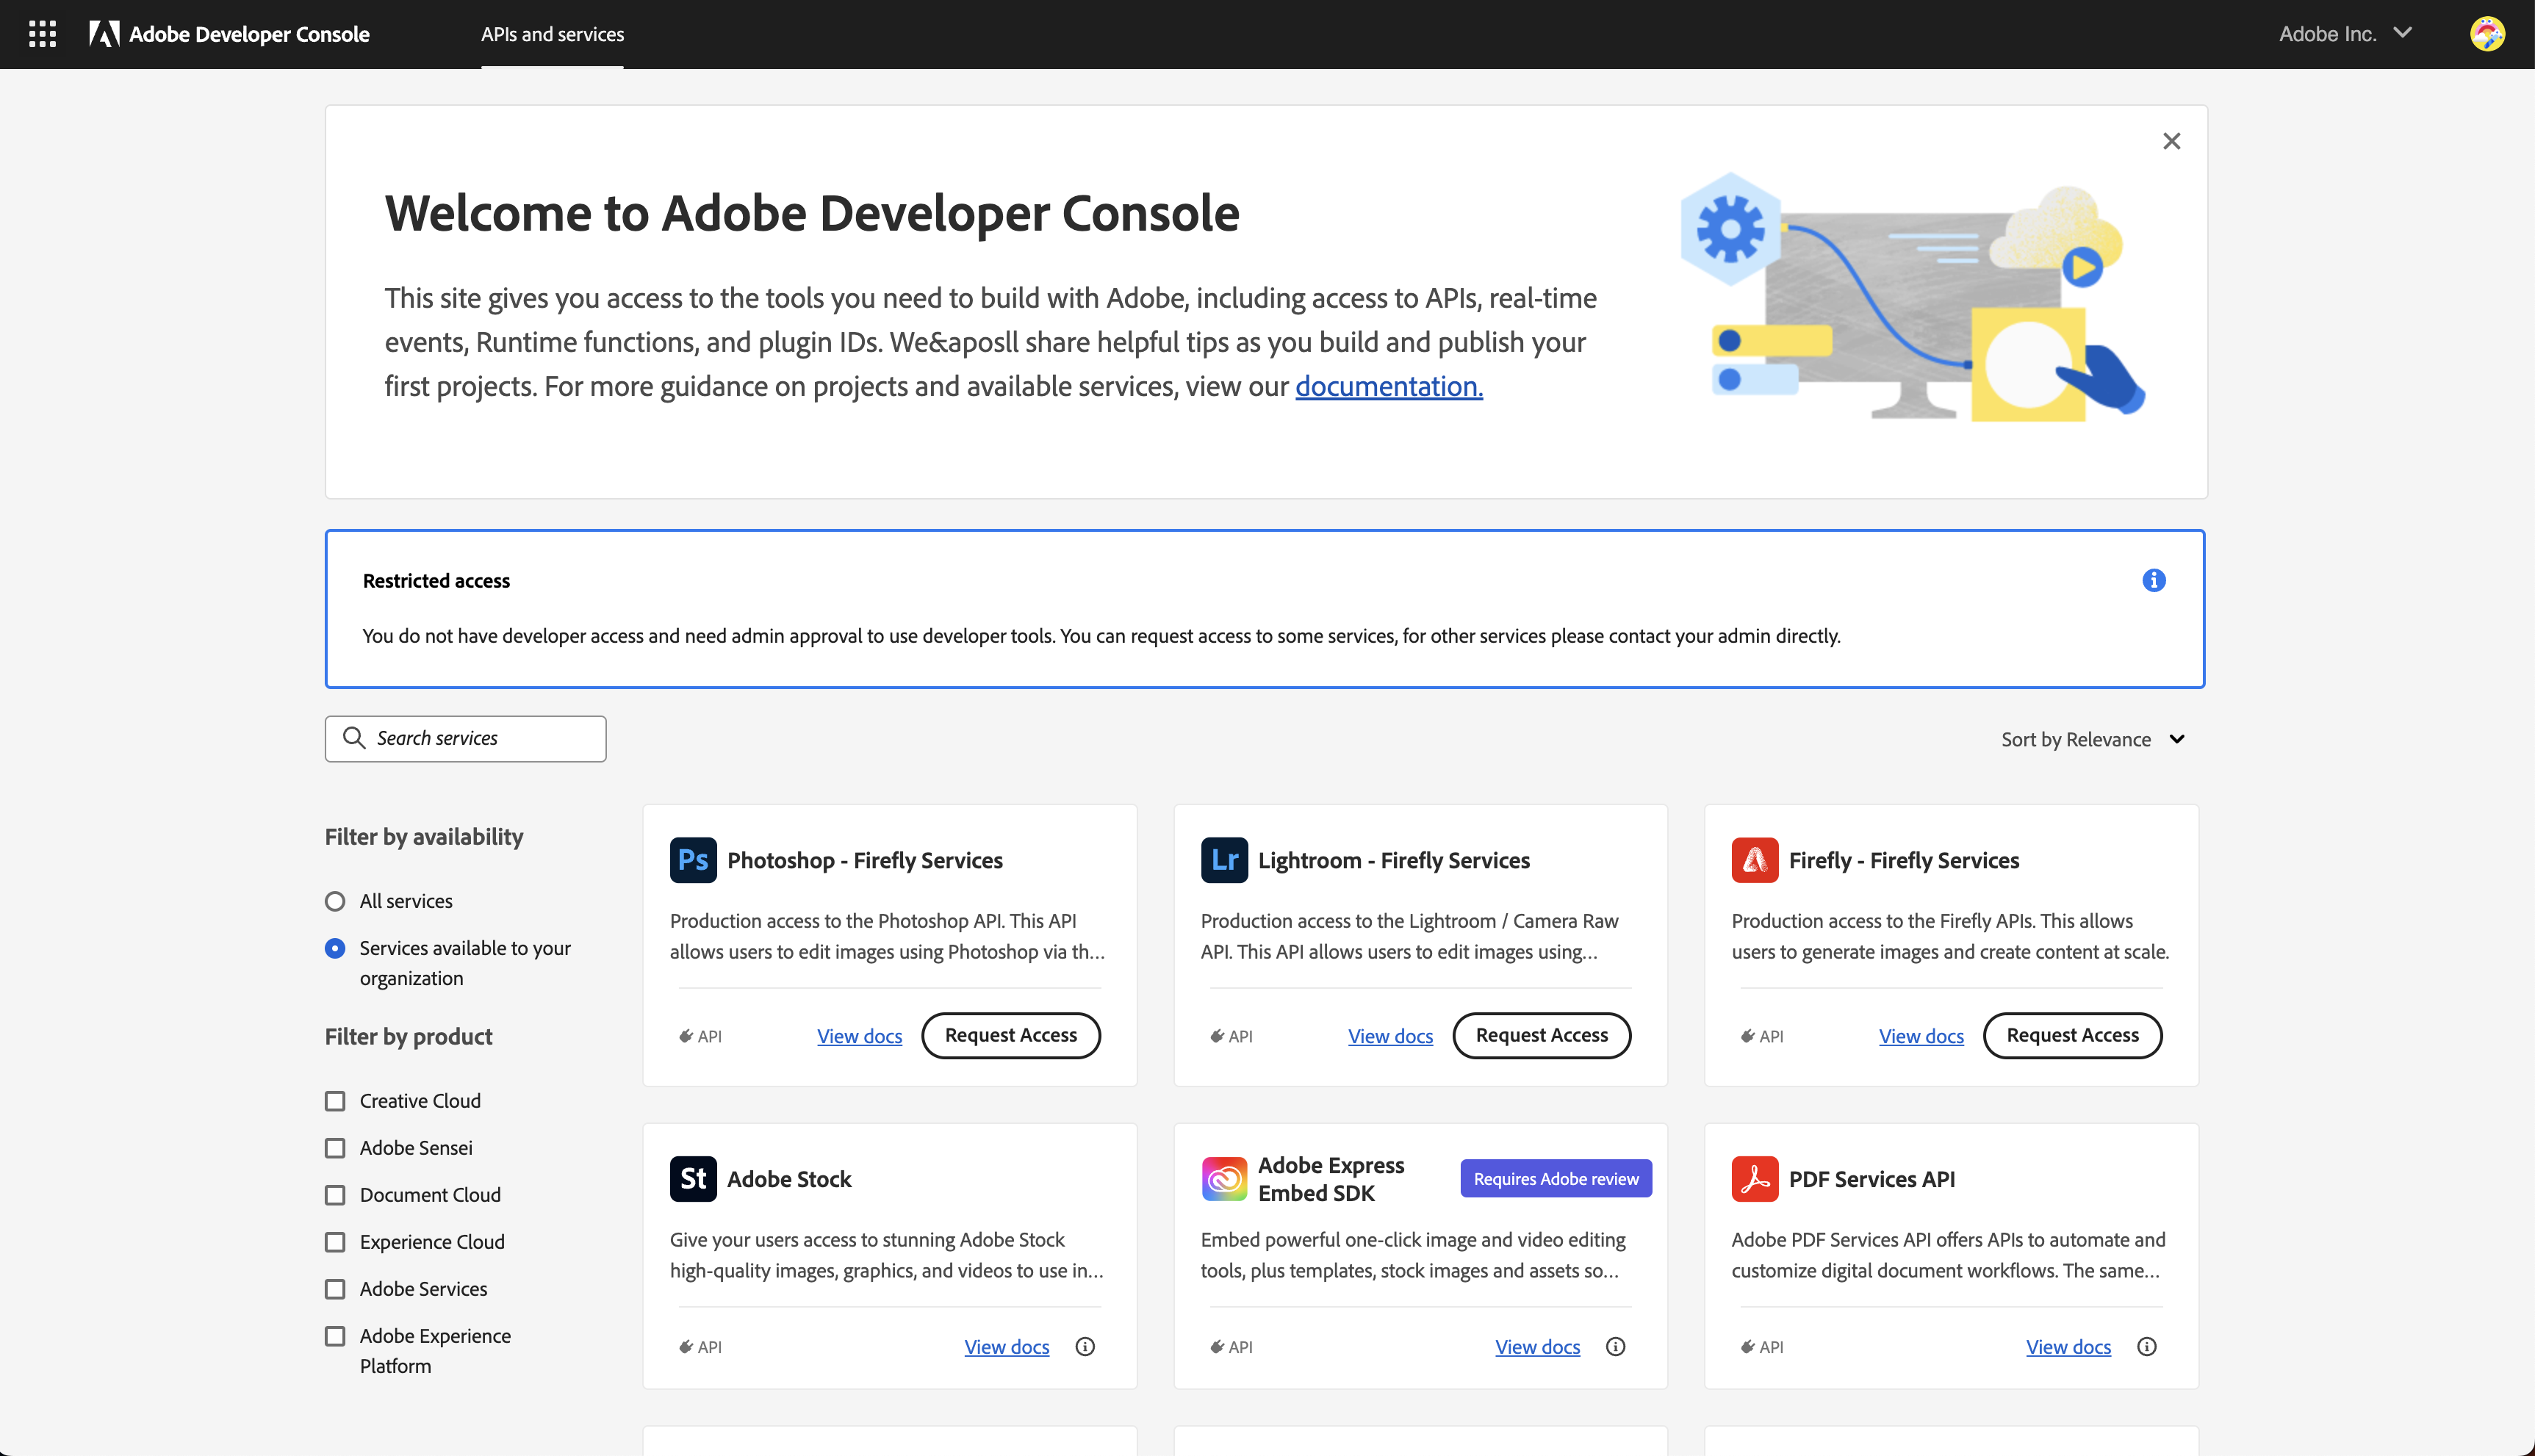 Adobe Developer Console
APIs and services
Adobe Inc.
Welcome to Adobe Developer Console
This site gives you access to the tools you need to build with Adobe, including access to APIs, real-time
events, Runtime functions, and plugin IDs. We&aposll share helpful tips as you build and publish your
first projects. For more guidance on projects and available services, view our documentation.
Restricted access
You do not have developer access and need admin approval to use developer tools. You can request access to some services, for other services please contact your admin directly.
Search services
Sort by Relevance
Filter by availability
All services
Services available to your
organization
Filter by product
Creative Cloud
Adobe Sensei
Document Cloud
Experience Cloud
Adobe Services
Adobe Experience
Platform
Ps Photoshop - Firefly Services
Production access to the Photoshop API. This API
allows users to edit images using Photoshop via th...
API View docs Request Access
Lr Lightroom - Firefly Services
Production access to the Lightroom / Camera Raw
API. This API allows users to edit images using...
API View docs Request Access
Firefly - Firefly Services
Production access to the Firefly APIs. This allows
users to generate images and create content at scale.
API View docs Request Access
St Adobe Stock
Give your users access to stunning Adobe Stock
high-quality images, graphics, and videos to use in...
API View docs
Adobe Express
Embed SDK
Requires Adobe review
Embed powerful one-click image and video editing
tools, plus templates, stock images and assets so...
API View docs
PDF Services API
Adobe PDF Services API offers APIs to automate and
customize digital document workflows. The same...
API View docs